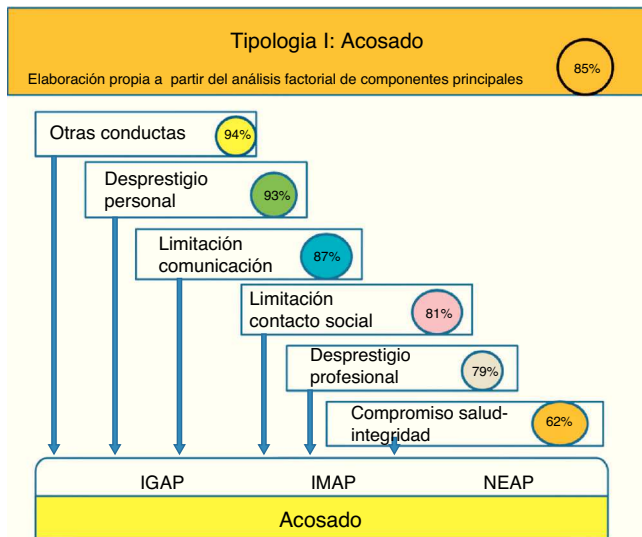 Tipologia I: Acosado
Elaboración propia a partir del análisis factorial de componentes principales
85%
Otras conductas
94%
Desprestigio
personal
93%
Limitación
comunicación
87%
Limitación
contacto social
81%
Desprestigio
profesional
79%
Compromiso salud-
integridad
62%
IGAP IMAP NEAP
Acosado